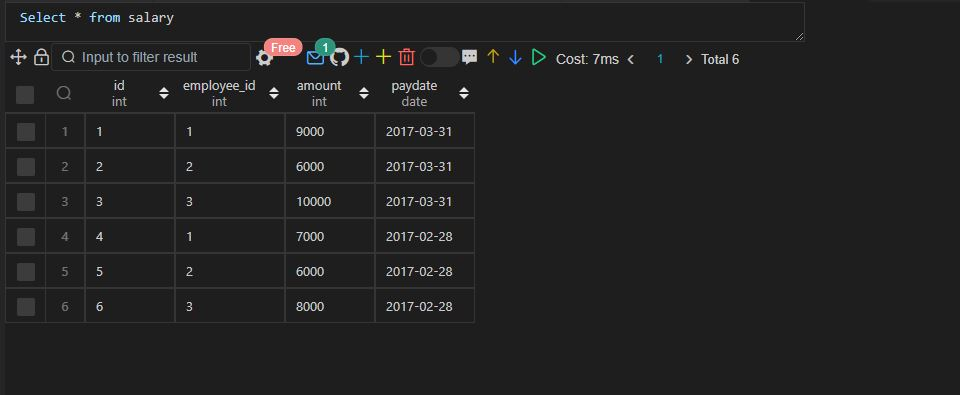 Select * from salary
Input to filter result Free 1 Cost: 7ms 1 Total 6
id employee_id amount paydate
int int int date
1 1 1 9000 2017-03-31
2 2 2 6000 2017-03-31
3 3 3 10000 2017-03-31
4 4 1 7000 2017-02-28
5 5 2 6000 2017-02-28
6 6 3 8000 2017-02-28